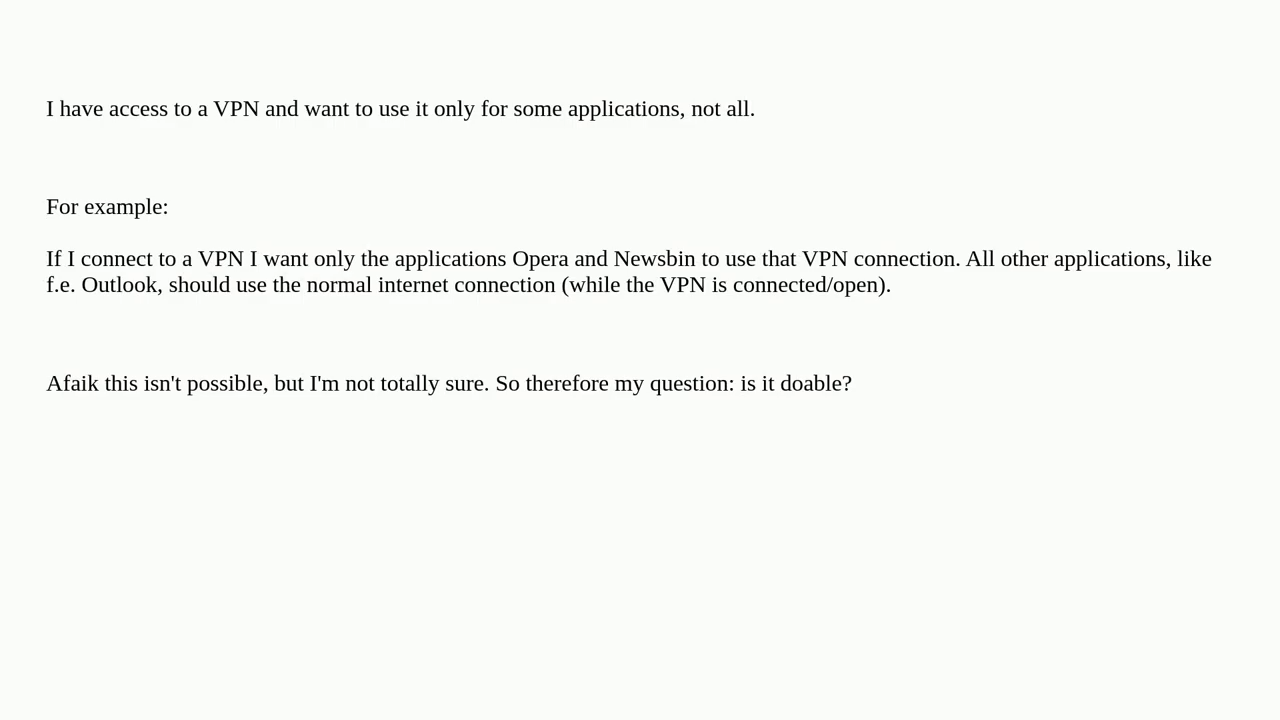 I have access to a VPN and want to use it only for some applications, not all.
For example:
If I connect to a VPN I want only the applications Opera and Newsbin to use that VPN connection. All other applications, like
f.e. Outlook, should use the normal internet connection (while the VPN is connected/open).
Afaik this isn't possible, but I'm not totally sure. So therefore my question: is it doable?